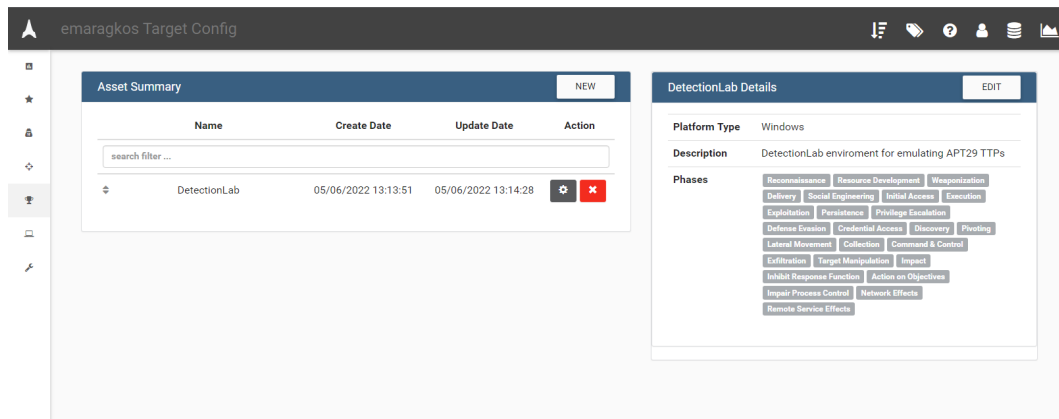 emaragkos Target Config
Asset Summary
NEW
Name Create Date Update Date Action
search filter ...
DetectionLab 05/06/2022 13:13:51 05/06/2022 13:14:28
DetectionLab Details
EDIT
Platform Type Windows
Description DetectionLab enviroment for emulating APT29 TTPs
Phases Reconnaissance Resource Development Weaponization
Delivery Social Engineering Initial Access Execution
Exploitation Persistence Privilege Escalation
Defense Evasion Credential Access Discovery Pivoting
Lateral Movement Collection Command & Control
Exfiltration Target Manipulation Impact
Inhibit Response Function Action on Objectives
Impair Process Control Network Effects
Remote Service Effects